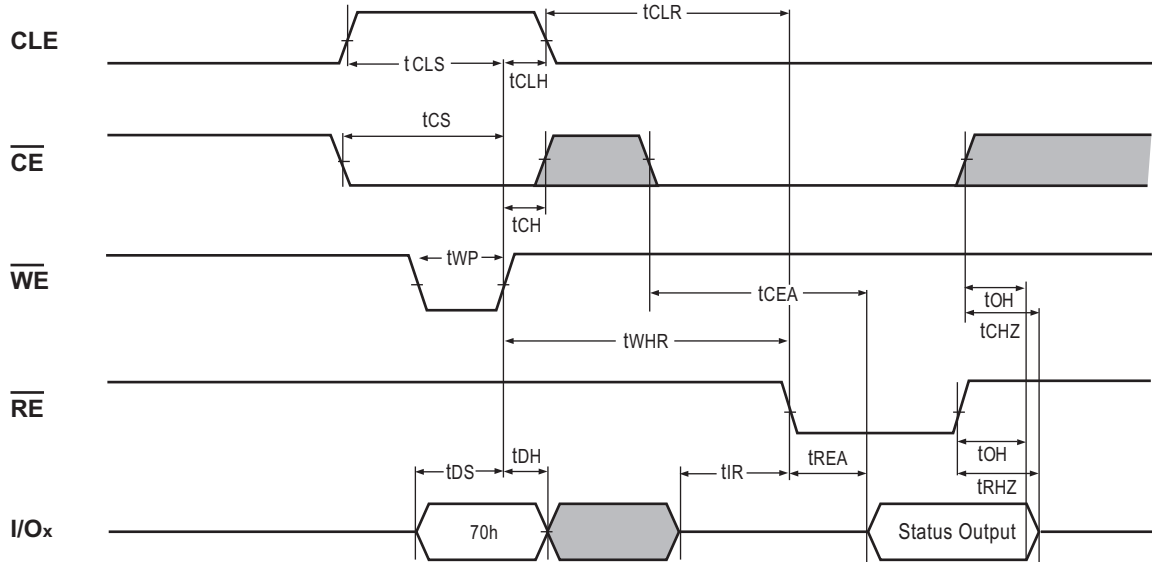 tCLR
CLE
tCLS
tCLH
tCS
CE
tCH
tWP
WE
tCEA
tOH
tCHZ
tWHR
RE
tDH
tOH
tDS
tIR
tREA
tRHZ
I/Ox
70h
Status Output